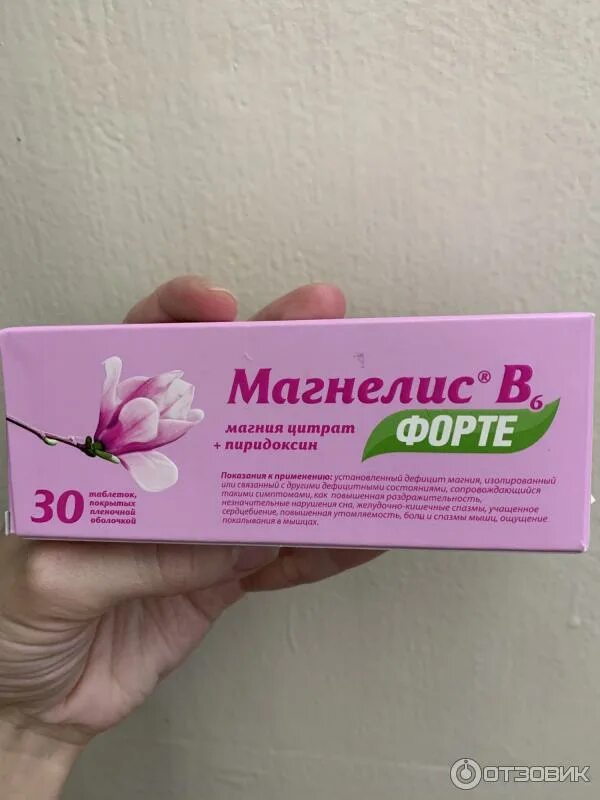 Магнелис® B6
ФОРТЕ
магния цитрат
+ пиридоксин
Показания к применению: установленный дефицит магния, изолированный
или связанный с другими дефицитными состояниями, сопровождающийся
такими симптомами, как повышенная раздражительность,
незначительные нарушения сна, желудочно-кишечные спазмы, учащенное
сердцебиение, повышенная утомляемость, боли и спазмы мышц, ощущение
покалывания в мышцах.
30 таблеток,
покрытых
пленочной
оболочкой
ОТЗОВИК